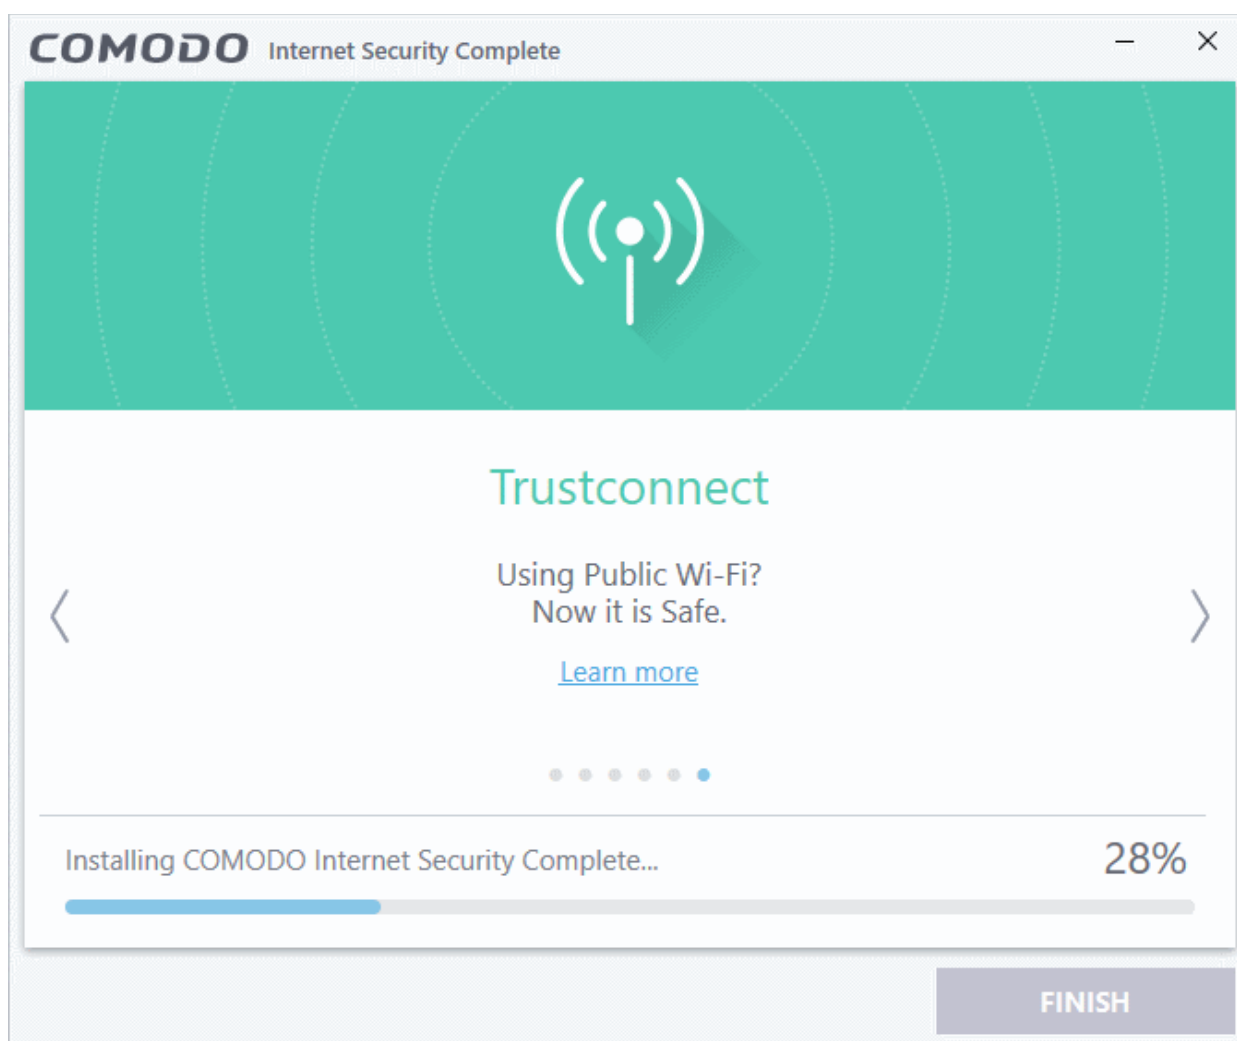 COMODO Internet Security Complete
Trustconnect
Using Public Wi-Fi?
Now it is Safe.
Learn more
Installing COMODO Internet Security Complete... 28%
FINISH